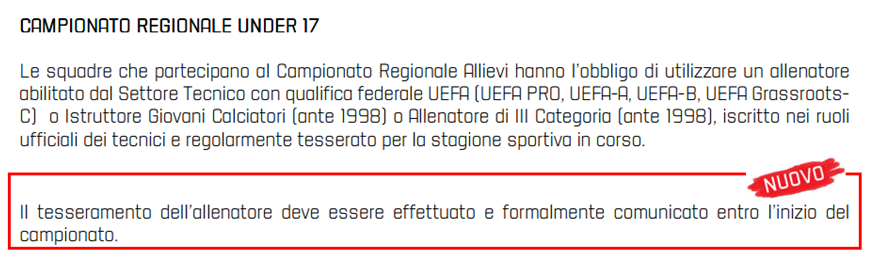 CAMPIONATO REGIONALE UNDER 17
Le squadre che partecipano al Campionato Regionale Allievi hanno l'obbligo di utilizzare un allenatore
abilitato dal Settore Tecnico con qualifica federale UEFA (UEFA PRO, UEFA-A, UEFA-B, UEFA Grassroots-
C) o Istruttore Giovani Calciatori (ante 1998) o Allenatore di III Categoria (ante 1998), iscritto nei ruoli
ufficiali dei tecnici e regolarmente tesserato per la stagione sportiva in corso.
NUOVO
Il tesseramento dell'allenatore deve essere effettuato e formalmente comunicato entro l'inizio del
campionato.